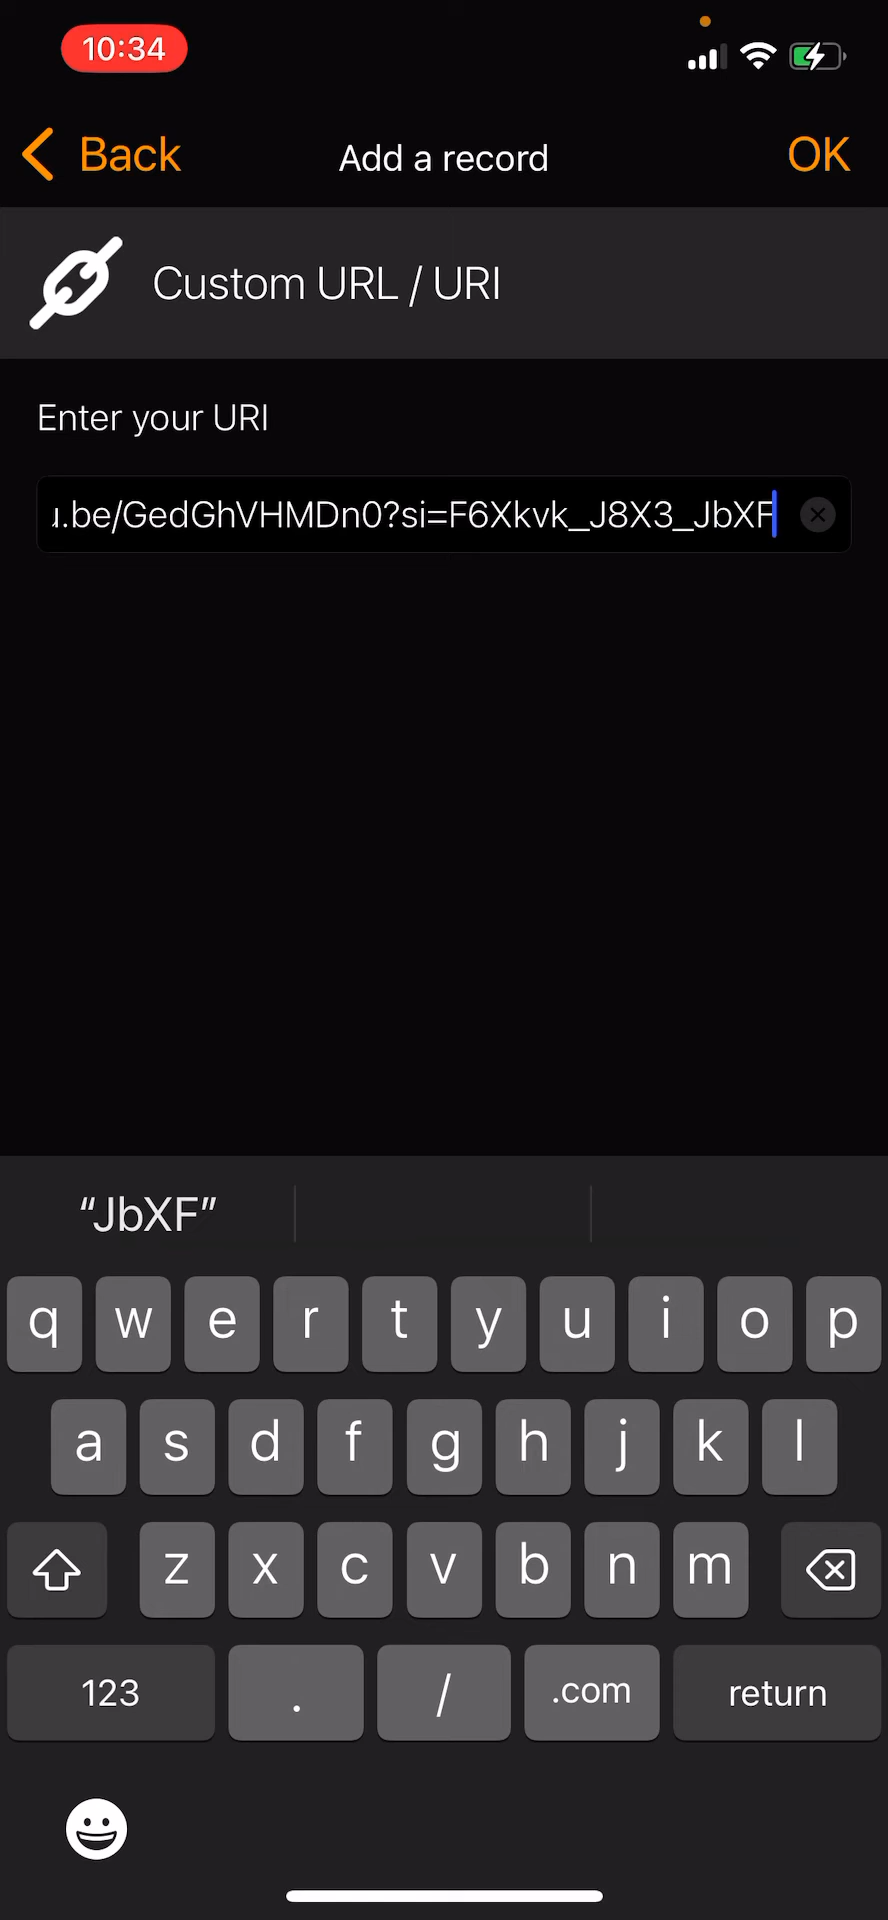 10:34
Back
Add a record
OK
Custom URL / URI
Enter your URI
u.be/GedGhVHMDn0?si=F6Xkvk_J8X3_JbXF
“JbXF”
q w e r t y u i o p
a s d f g h j k l
z x c v b n m
123 . / .com return